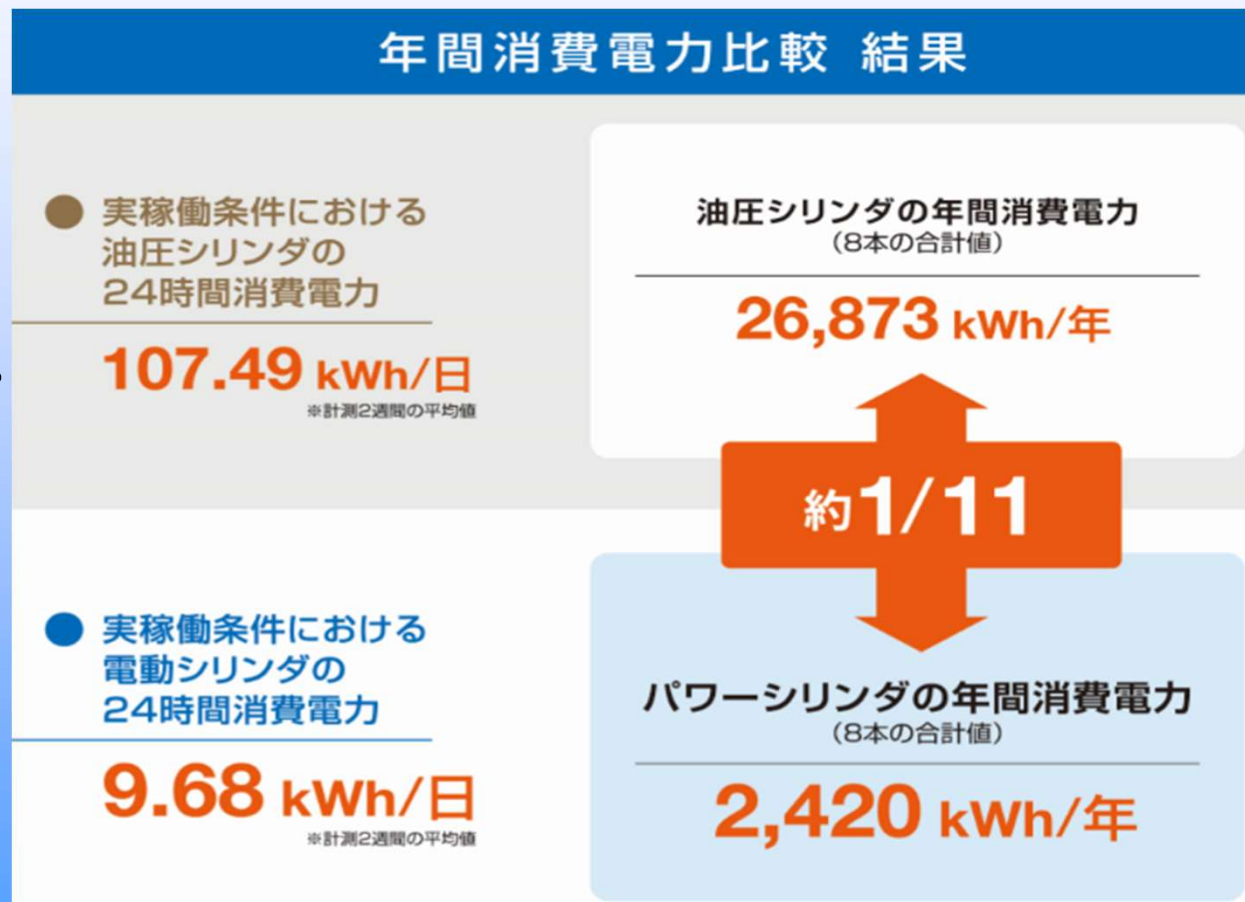 年間消費電力比較 結果
● 実稼働条件における
油圧シリンダの
24時間消費電力
107.49 kWh/日
※計測2週間の平均値
油圧シリンダの年間消費電力
(8本の合計値)
26,873 kWh/年
約1/11
● 実稼働条件における
電動シリンダの
24時間消費電力
9.68 kWh/日
※計測2週間の平均値
パワーシリンダの年間消費電力
(8本の合計値)
2,420 kWh/年